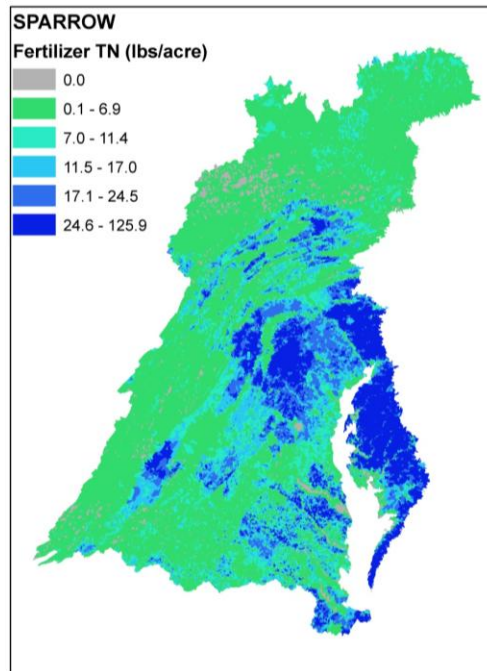 SPARROW
Fertilizer TN (lbs/acre)
0.0
0.1 - 6.9
7.0 - 11.4
11.5 - 17.0
17.1 - 24.5
24.6 - 125.9